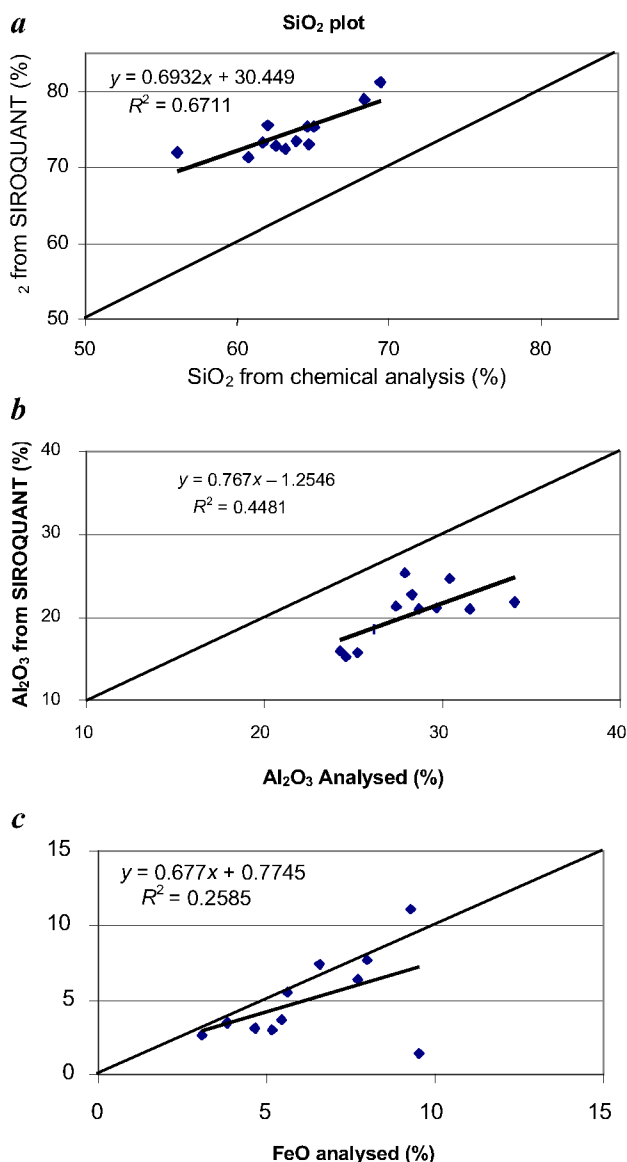 a
SiO₂ plot
y = 0.6932x + 30.449
R² = 0.6711
₂ from SIROQUANT (%)
80
70
60
50
50 60 70 80
SiO₂ from chemical analysis (%)
b
y = 0.767x – 1.2546
R² = 0.4481
Al₂O₃ from SIROQUANT (%)
40
30
20
10
10 20 30 40
Al₂O₃ Analysed (%)
c
y = 0.677x + 0.7745
R² = 0.2585
15
10
5
0
0 5 10 15
FeO analysed (%)